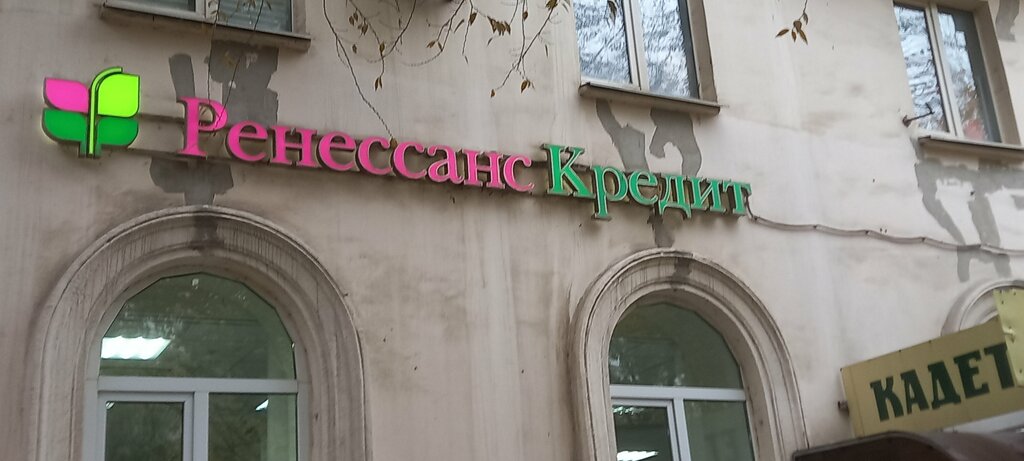 Ренессанс Кредит
КАДЕТ